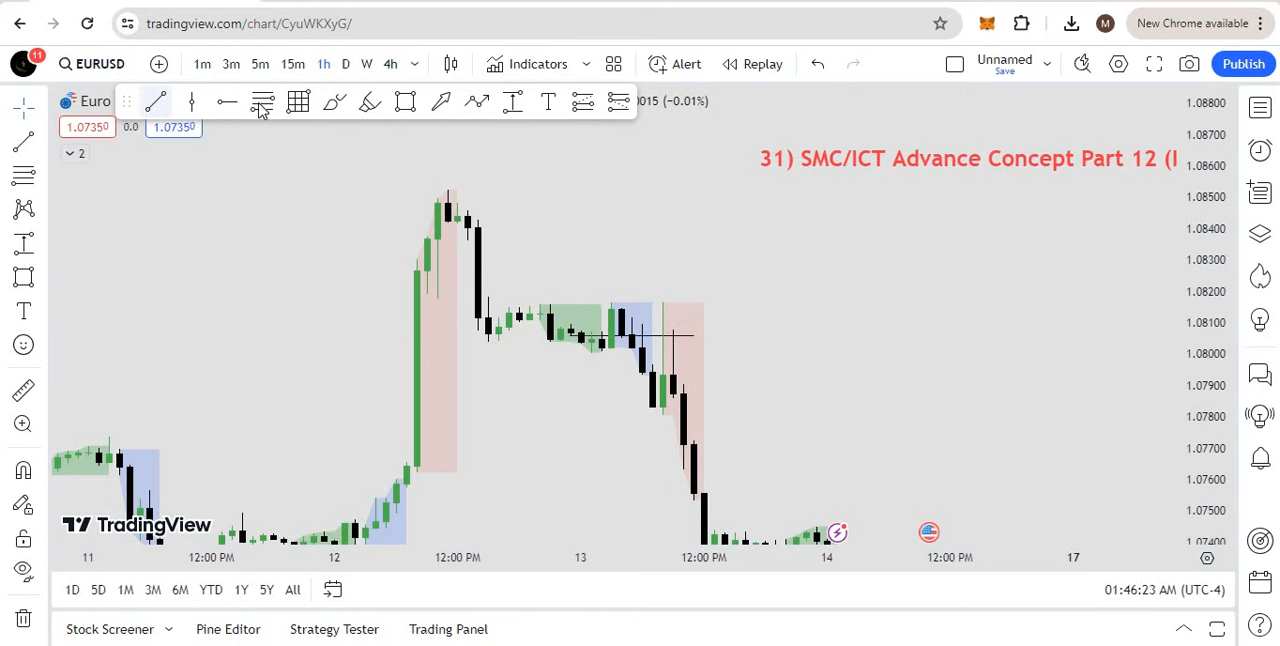 tradingview.com/chart/CyuWKXyG/
M
New Chrome available
11
EURUSD
1m 3m 5m 15m 1h D W 4h
Indicators
Alert
Replay
Unnamed
Save
Publish
Euro
0015 (−0.01%)
1.07350
0.0
1.07350
2
31) SMC/ICT Advance Concept Part 12 (I
1.08800
1.08700
1.08600
1.08500
1.08400
1.08300
1.08200
1.08100
1.08000
1.07900
1.07800
1.07700
1.07600
1.07500
1.07400
TradingView
11 12:00 PM 12 12:00 PM 13 12:00 PM 14 12:00 PM 17
1D 5D 1M 3M 6M YTD 1Y 5Y All
01:46:23 AM (UTC-4)
Stock Screener Pine Editor Strategy Tester Trading Panel